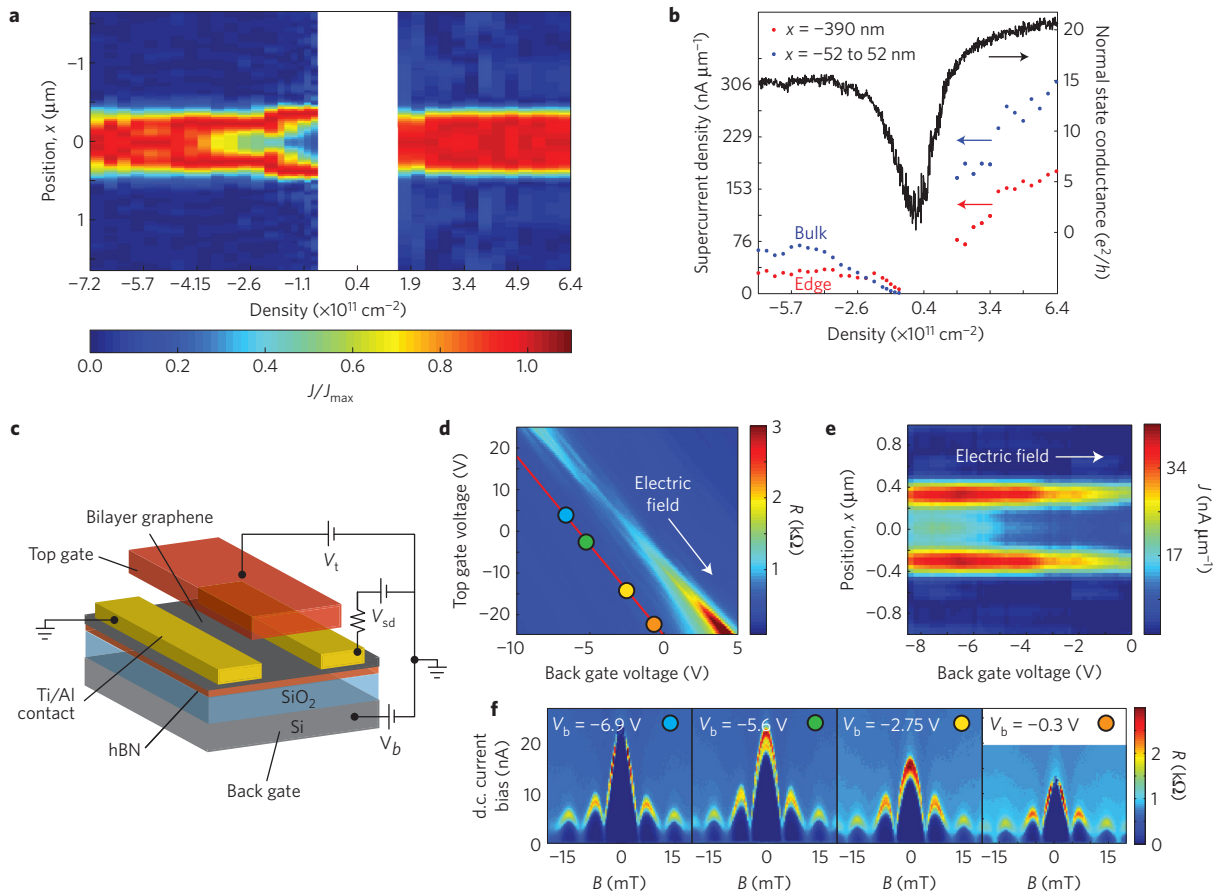 a
Position, x (μm)
−1
0
1
−7.2 −5.7 −4.15 −2.6 −1.1 0.4 1.9 3.4 4.9 6.4
Density (×10¹¹ cm⁻²)
0.0 0.2 0.4 0.6 0.8 1.0
J/Jmax
b
x = −390 nm
x = −52 to 52 nm
Supercurrent density (nA μm⁻¹)
306
229
153
76
0
Bulk
Edge
20
15
10
5
0
Normal state conductance (e²/h)
−5.7 −2.6 0.4 3.4 6.4
Density (×10¹¹ cm⁻²)
c
Bilayer graphene
Top gate
Vt
Vsd
Ti/Al
contact
hBN
SiO₂
Si
Vb
Back gate
d
Top gate voltage (V)
20
10
0
−10
−20
Electric
field
−10 −5 0 5
Back gate voltage (V)
3
2
1
R (kΩ)
e
Position, x (μm)
0.8
0.4
0.0
−0.4
−0.8
Electric field
−8 −6 −4 −2 0
Back gate voltage (V)
34
17
J (nA μm⁻¹)
f
d.c. current
bias (nA)
20
10
0
Vb = −6.9 V
Vb = −5.6 V
Vb = −2.75 V
Vb = −0.3 V
−15 0 15 −15 0 15 −15 0 15 −15 0 15
B (mT) B (mT) B (mT) B (mT)
2
1
0
R (kΩ)